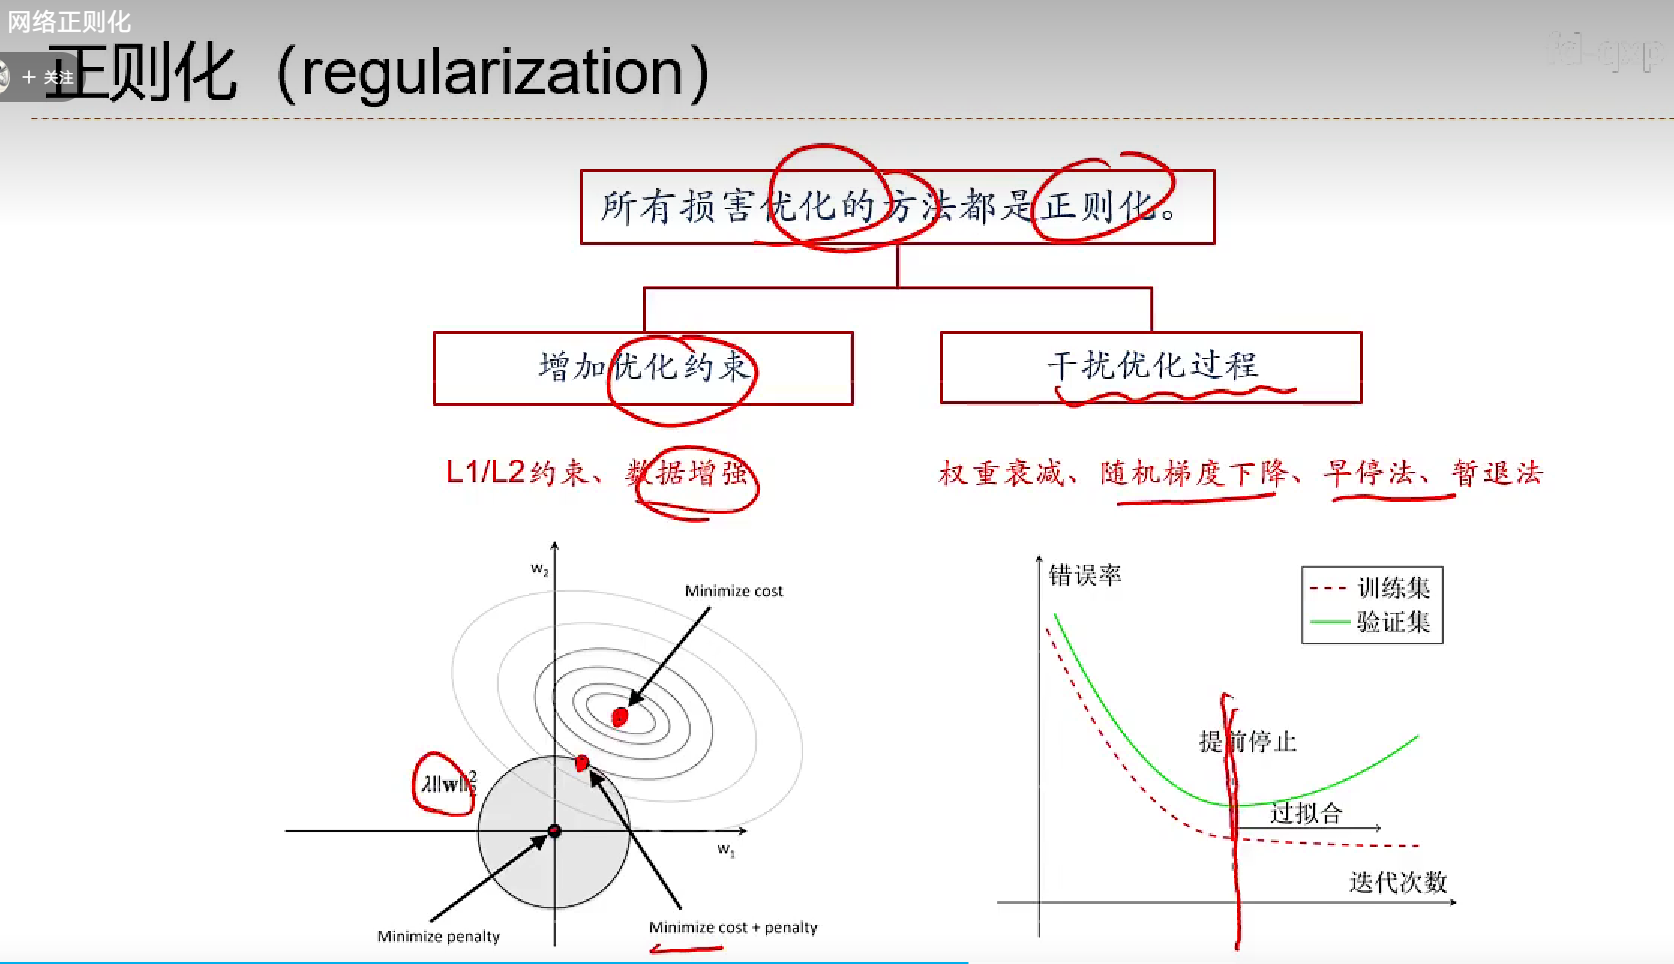 网络正则化
+ 关注
正则化（regularization）
fd-qxp
所有损害优化的方法都是正则化。
增加优化约束
干扰优化过程
L1/L2约束、数据增强
权重衰减、随机梯度下降、早停法、暂退法
w₂
Minimize cost
λ‖w‖₂²
w₁
Minimize penalty
Minimize cost + penalty
错误率
训练集
验证集
提前停止
过拟合
迭代次数